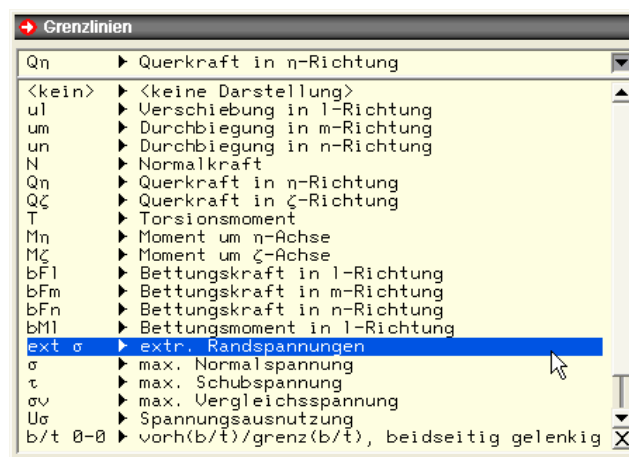 Grenzlinien
Qη ▶ Querkraft in η-Richtung
<kein> ▶ <keine Darstellung>
ul ▶ Verschiebung in l-Richtung
um ▶ Durchbiegung in m-Richtung
un ▶ Durchbiegung in n-Richtung
N ▶ Normalkraft
Qη ▶ Querkraft in η-Richtung
Qζ ▶ Querkraft in ζ-Richtung
T ▶ Torsionsmoment
Mη ▶ Moment um η-Achse
Mζ ▶ Moment um ζ-Achse
bFl ▶ Bettungskraft in l-Richtung
bFm ▶ Bettungskraft in m-Richtung
bFn ▶ Bettungskraft in n-Richtung
bMl ▶ Bettungsmoment in l-Richtung
ext σ ▶ extr. Randspannungen
σ ▶ max. Normalspannung
τ ▶ max. Schubspannung
σv ▶ max. Vergleichsspannung
Uσ ▶ Spannungsausnutzung
b/t 0-0 ▶ vorh(b/t)/grenz(b/t), beidseitig gelenkig